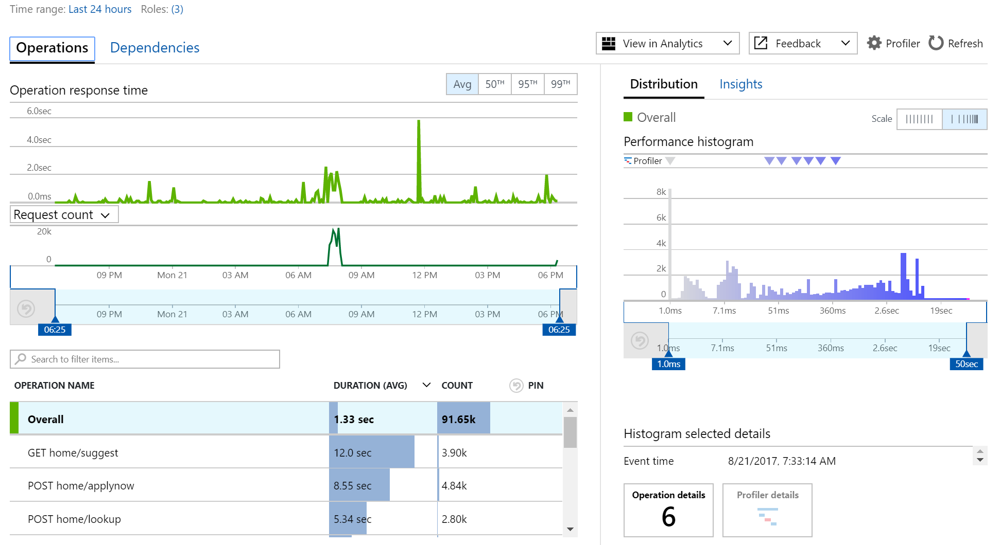 Time range: Last 24 hours Roles: (3)
Operations Dependencies
View in Analytics Feedback Profiler Refresh
Operation response time
Avg 50TH 95TH 99TH
6.0sec
4.0sec
2.0sec
0.0ms
Request count
20k
0
09 PM Mon 21 03 AM 06 AM 09 AM 12 PM 03 PM 06 PM
09 PM Mon 21 03 AM 06 AM 09 AM 12 PM 03 PM 06 PM
06:25 06:25
Search to filter items...
OPERATION NAME DURATION (AVG) COUNT PIN
Overall 1.33 sec 91.65k
GET home/suggest 12.0 sec 3.90k
POST home/applynow 8.55 sec 4.84k
POST home/lookup 5.34 sec 2.80k
Distribution Insights
Overall Scale
Performance histogram
Profiler
8k
6k
4k
2k
0
1.0ms 7.1ms 51ms 360ms 2.6sec 19sec
1.0ms 7.1ms 51ms 360ms 2.6sec 19sec
1.0ms 50sec
Histogram selected details
Event time 8/21/2017, 7:33:14 AM
Operation details Profiler details
6